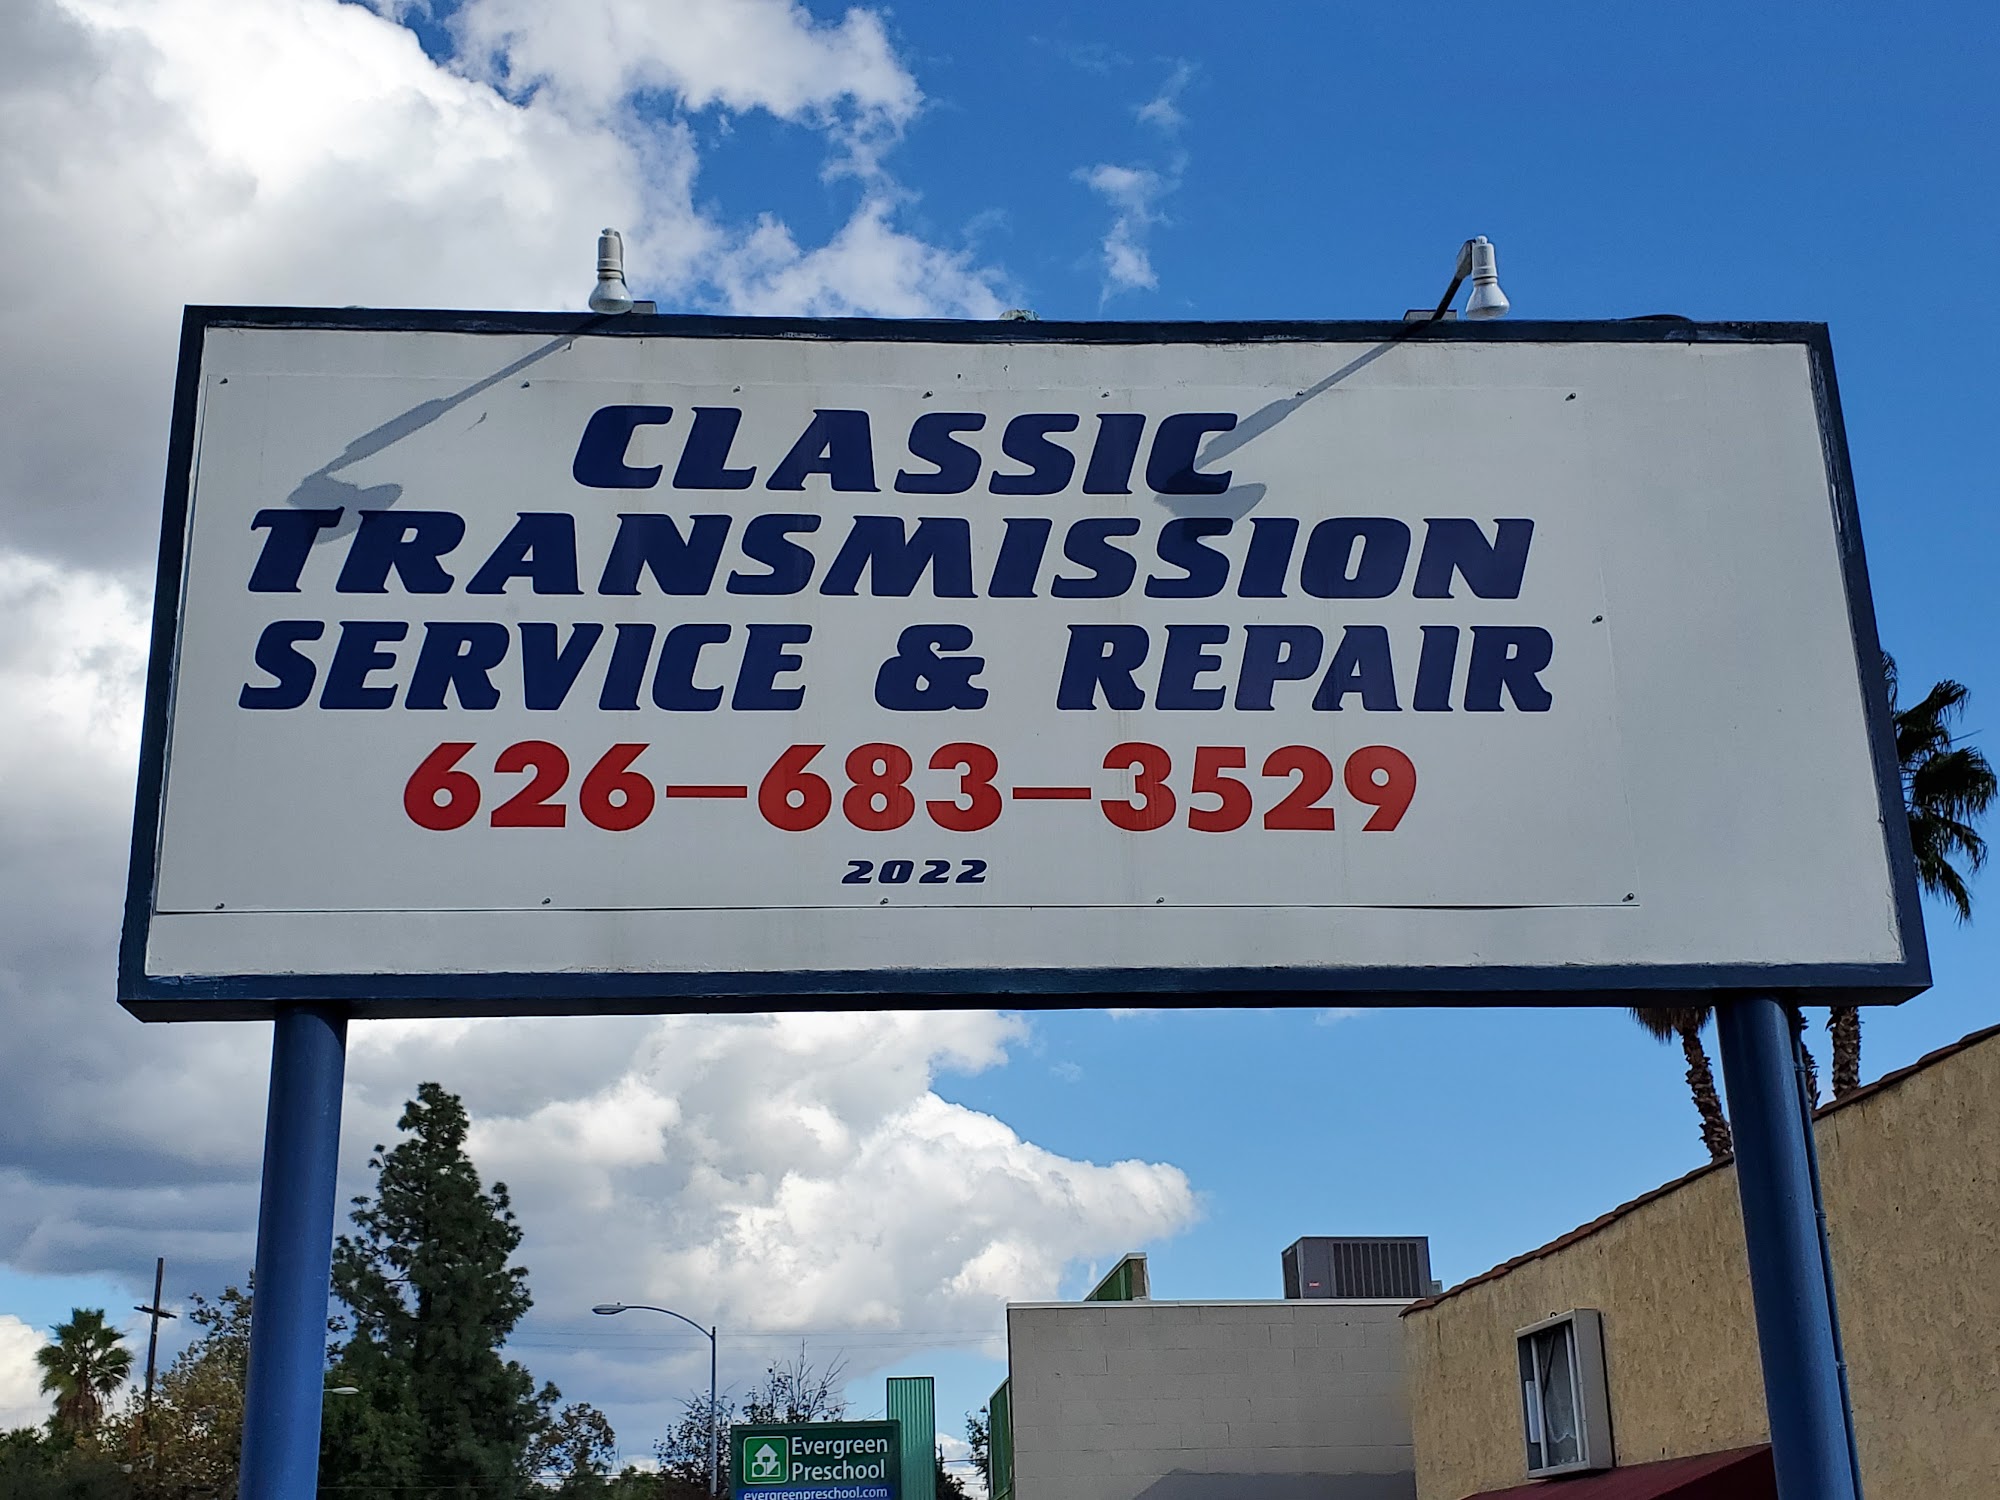 CLASSIC
TRANSMISSION
SERVICE & REPAIR
626-683-3529
2022
Evergreen
Preschool
evergreenpreschool.com